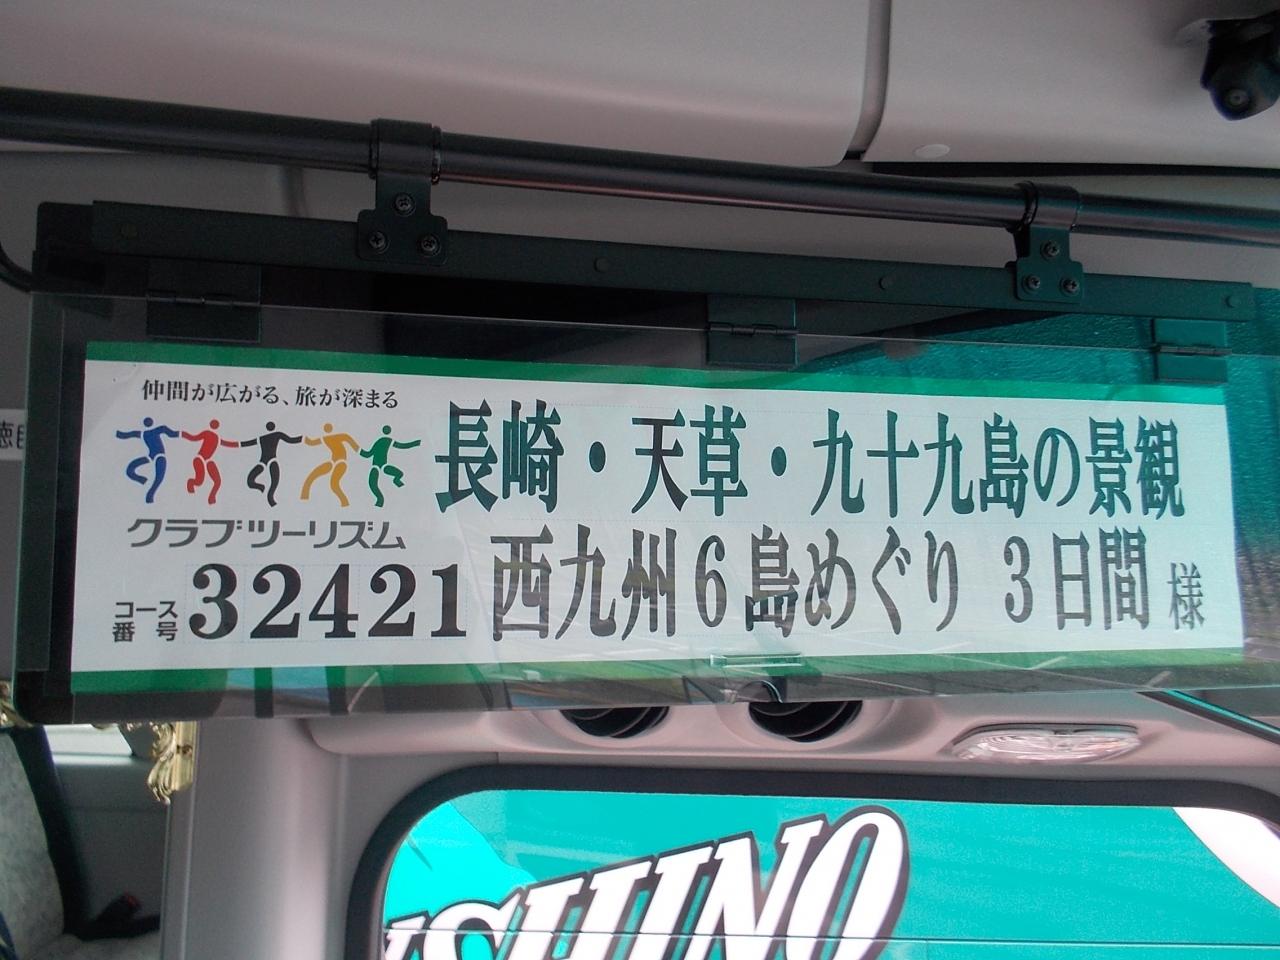 仲間が広がる、旅が深まる
クラブツーリズム
長崎・天草・九十九島の景観
コース番号 32421
西九州6島めぐり 3日間 様
SHINO